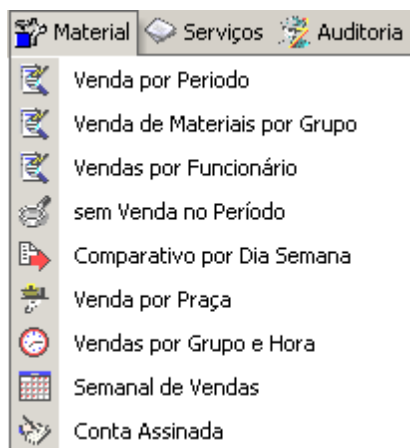 Material Serviços Auditoria
Venda por Periodo
Venda de Materiais por Grupo
Vendas por Funcionário
sem Venda no Período
Comparativo por Dia Semana
Venda por Praça
Vendas por Grupo e Hora
Semanal de Vendas
Conta Assinada